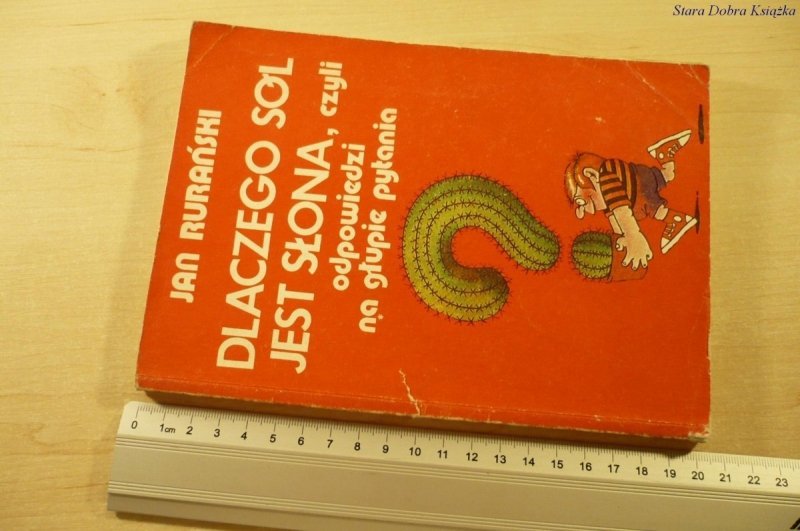 Stara Dobra Książka
JAN RURAŃSKI
DLACZEGO SÓL
JEST SŁONA, czyli
odpowiedzi
na głupie pytania
0 1cm 2 3 4 5 6 7 8 9 10 11 12 13 14 15 16 17 18 19 20 21 22 23